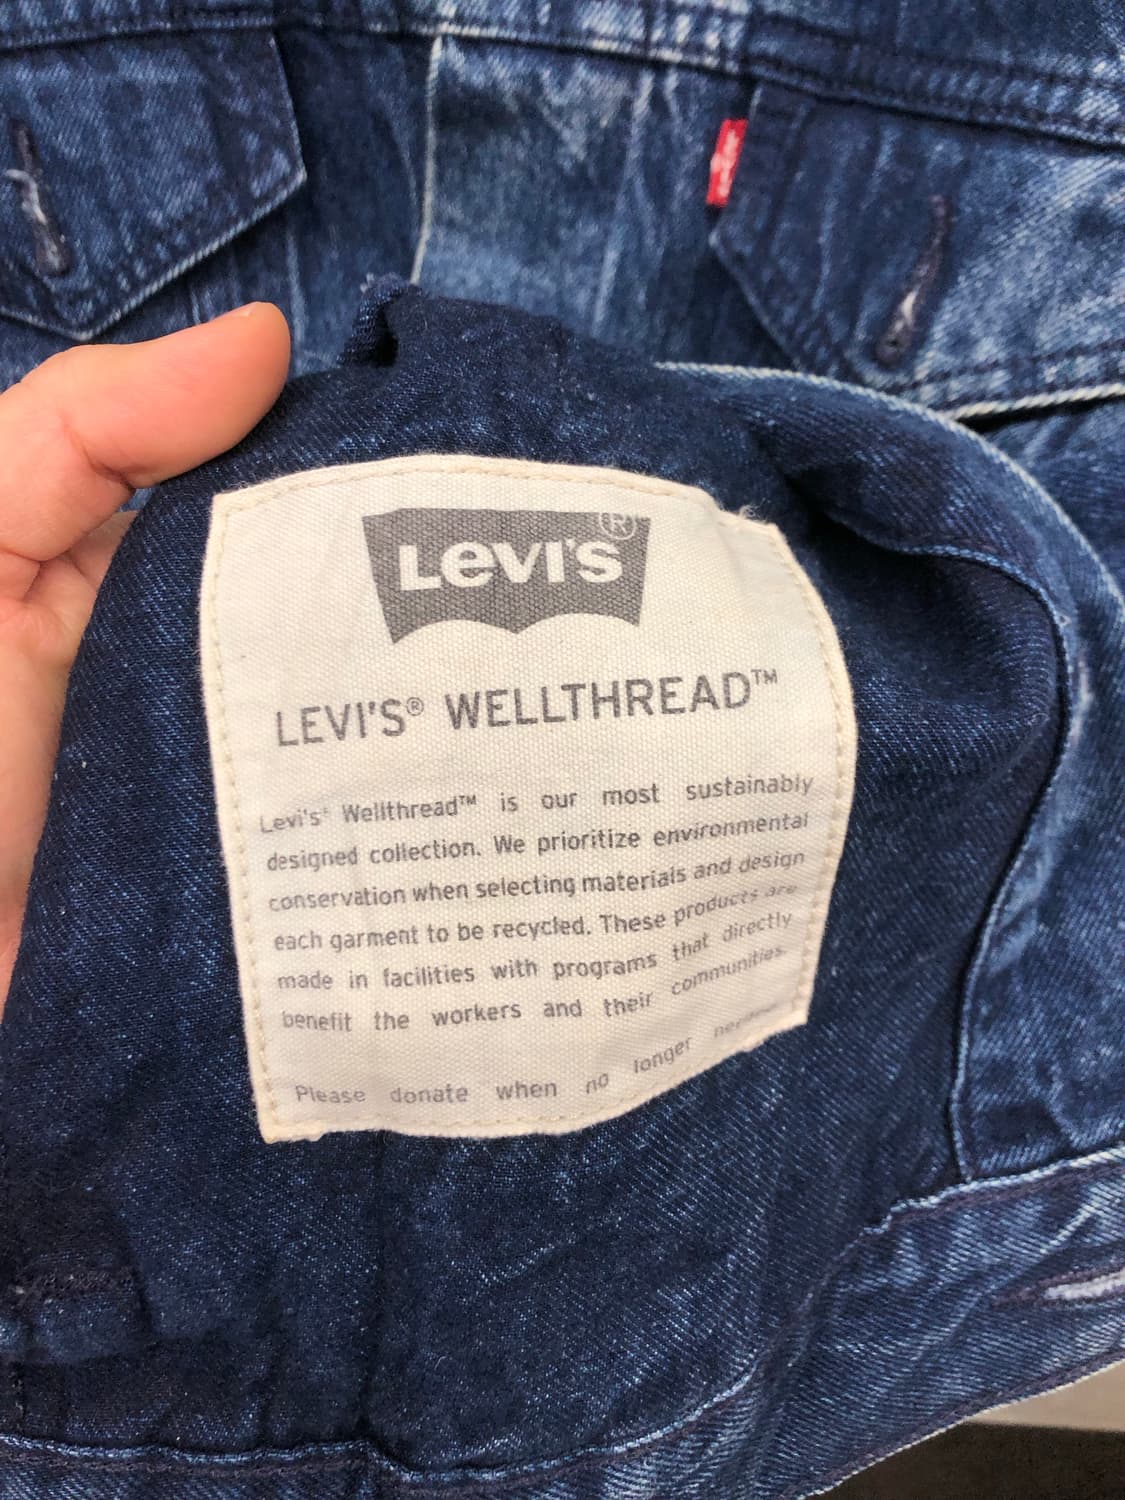 LEVI'S®
LEVI'S® WELLTHREAD™
Levi's® Wellthread™ is our most sustainably
designed collection. We prioritize environmental
conservation when selecting materials and design
each garment to be recycled. These products are
made in facilities with programs that directly
benefit the workers and their communities.
Please donate when no longer needed